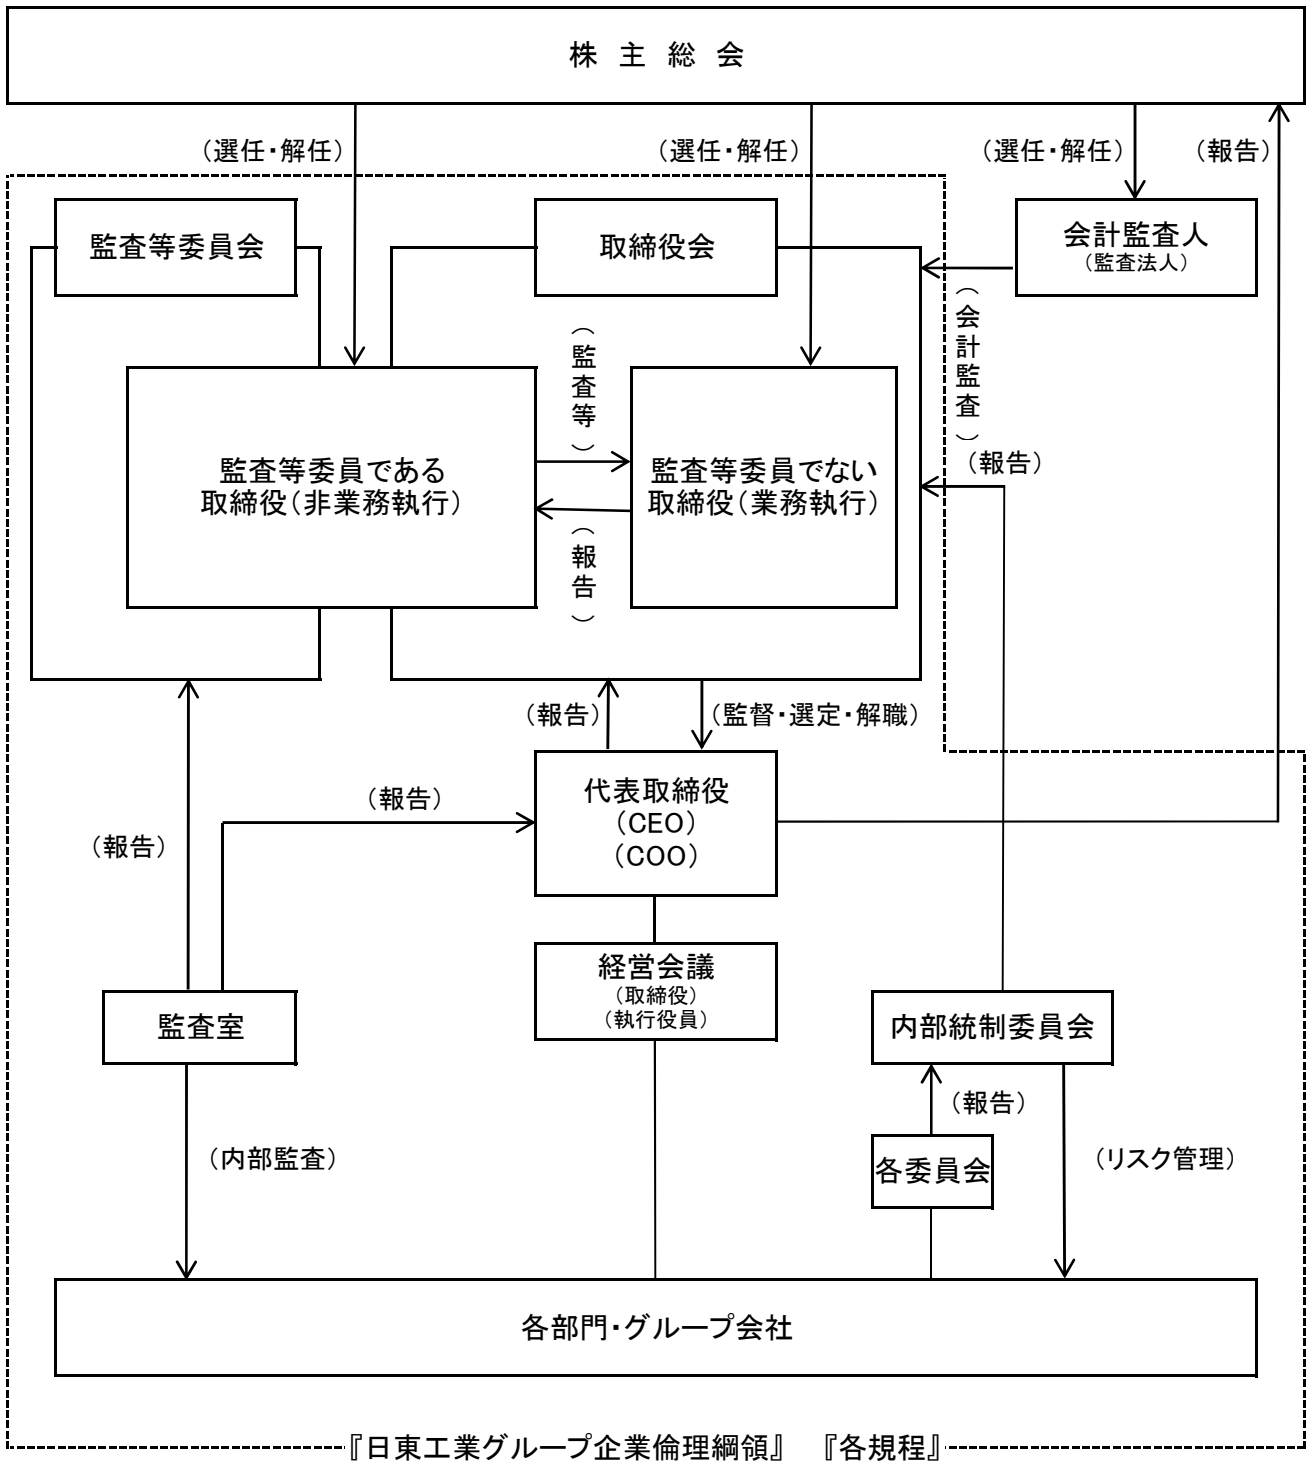 株 主 総 会
（選任・解任）
（選任・解任）
（選任・解任）
（報告）
監査等委員会
取締役会
会計監査人
（監査法人）
（会計監査）
（監査等）
監査等委員である
取締役（非業務執行）
監査等委員でない
取締役（業務執行）
（報告）
（報告）
（報告）
（監督・選定・解職）
代表取締役
（CEO）
（COO）
（報告）
（報告）
経営会議
（取締役）
（執行役員）
監査室
内部統制委員会
（報告）
（内部監査）
各委員会
（リスク管理）
各部門・グループ会社
『日東工業グループ企業倫理綱領』 『各規程』